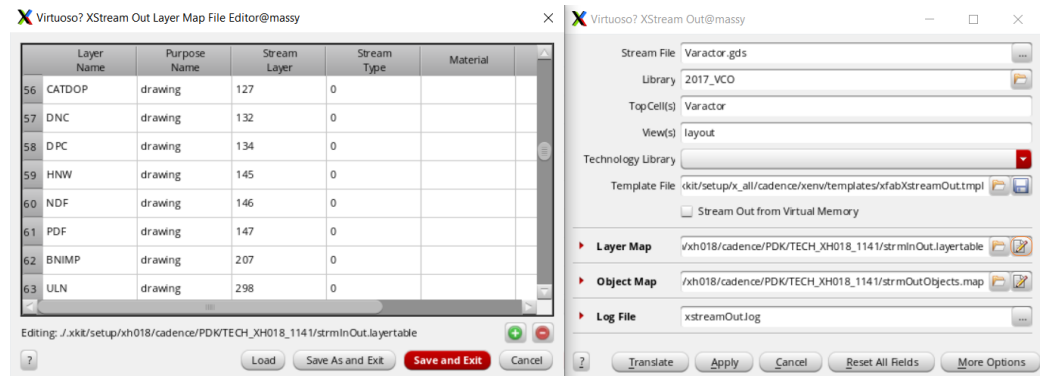 Virtuoso? XStream Out Layer Map File Editor@massy
Layer Name Purpose Name Stream Layer Stream Type Material
56 CATDOP drawing 127 0
57 DNC drawing 132 0
58 DPC drawing 134 0
59 HNW drawing 145 0
60 NDF drawing 146 0
61 PDF drawing 147 0
62 BNIMP drawing 207 0
63 ULN drawing 298 0
Editing: ./.xkit/setup/xh018/cadence/PDK/TECH_XH018_1141/strmInOut.layertable
? Load Save As and Exit Save and Exit Cancel
Virtuoso? XStream Out@massy
Stream File Varactor.gds ...
Library 2017_VCO
TopCell(s) Varactor
View(s) layout
Technology Library
Template File kit/setup/x_all/cadence/xenv/templates/xfabXstreamOut.tmpl
Stream Out from Virtual Memory
Layer Map /xh018/cadence/PDK/TECH_XH018_1141/strmInOut.layertable
Object Map /xh018/cadence/PDK/TECH_XH018_1141/strmOutObjects.map
Log File xstreamOut.log ...
? Translate Apply Cancel Reset All Fields More Options